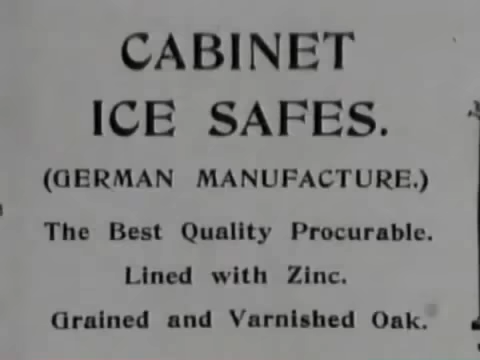 CABINET
ICE SAFES.
(GERMAN MANUFACTURE.)
The Best Quality Procurable.
Lined with Zinc.
Grained and Varnished Oak.